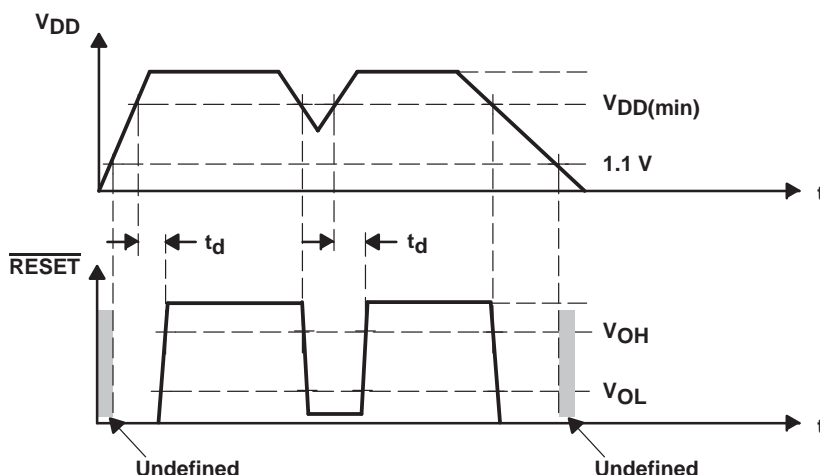 VDD
VDD(min)
1.1 V
t
td
td
RESET
VOH
VOL
t
Undefined
Undefined